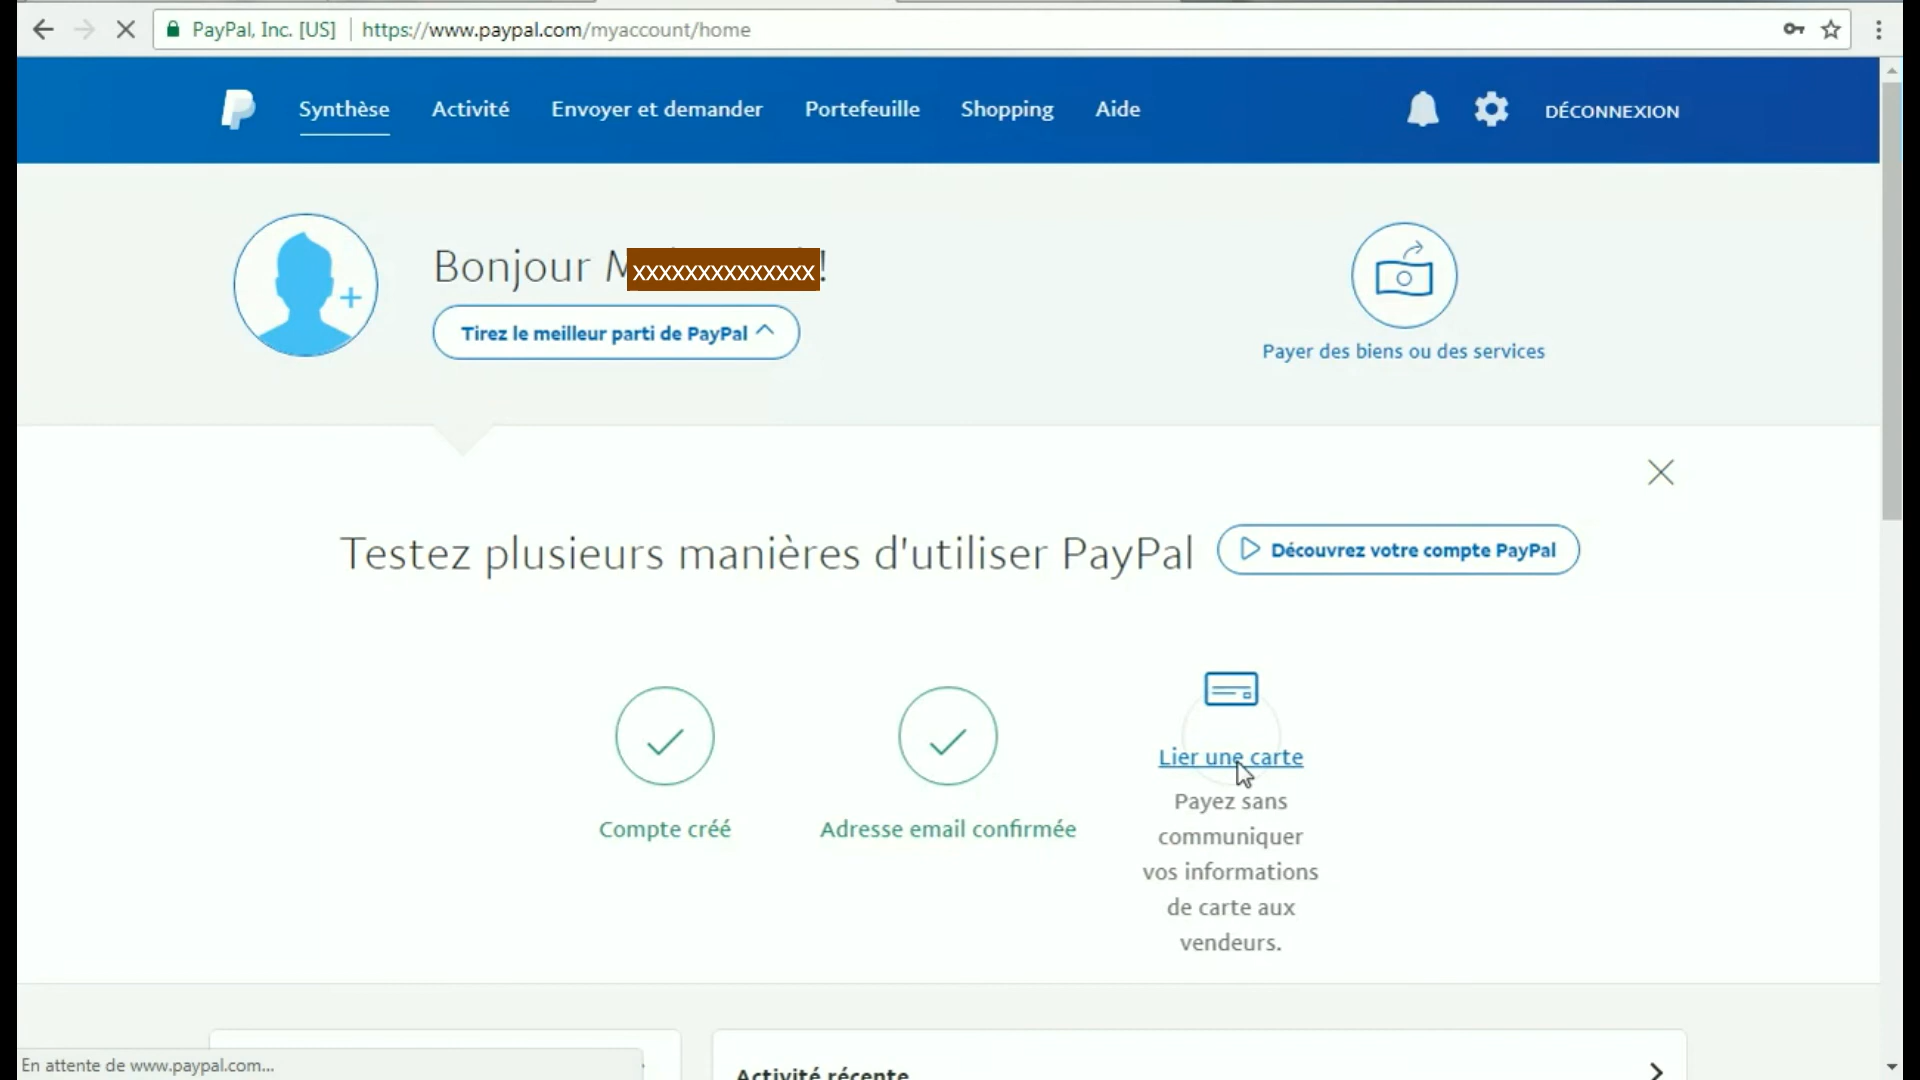 PayPal, Inc. [US] https://www.paypal.com/myaccount/home
Synthèse Activité Envoyer et demander Portefeuille Shopping Aide DÉCONNEXION
Bonjour M xxxxxxxxxxxxxx !
Tirez le meilleur parti de PayPal
Payer des biens ou des services
Testez plusieurs manières d'utiliser PayPal
Découvrez votre compte PayPal
Compte créé
Adresse email confirmée
Lier une carte
Payez sans
communiquer
vos informations
de carte aux
vendeurs.
En attente de www.paypal.com...
Activité récente